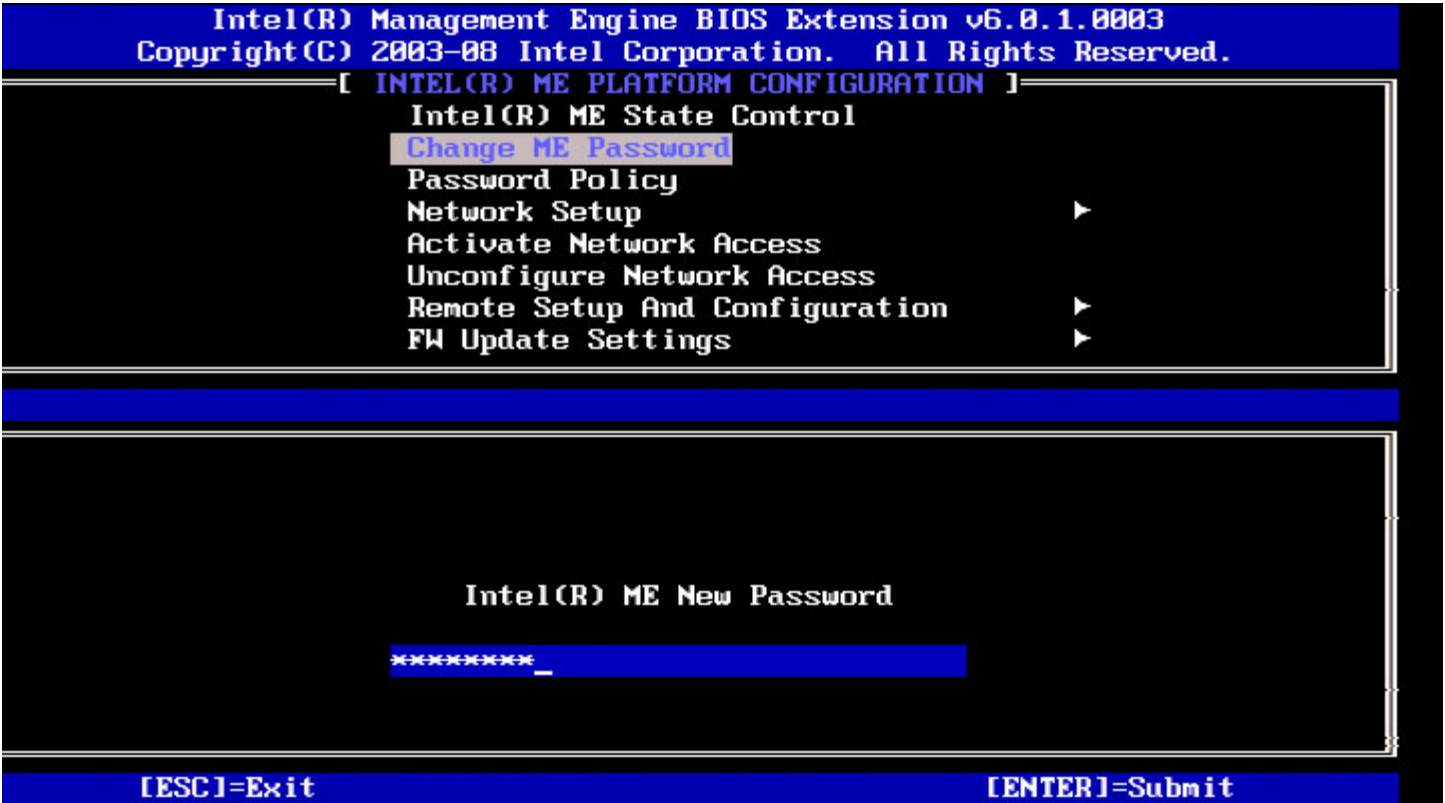 Intel(R) Management Engine BIOS Extension v6.0.1.0003
Copyright(C) 2003-08 Intel Corporation. All Rights Reserved.
[ INTEL(R) ME PLATFORM CONFIGURATION ]
Intel(R) ME State Control
Change ME Password
Password Policy
Network Setup ►
Activate Network Access
Unconfigure Network Access
Remote Setup And Configuration ►
FW Update Settings ►
Intel(R) ME New Password
********_
[ESC]=Exit [ENTER]=Submit